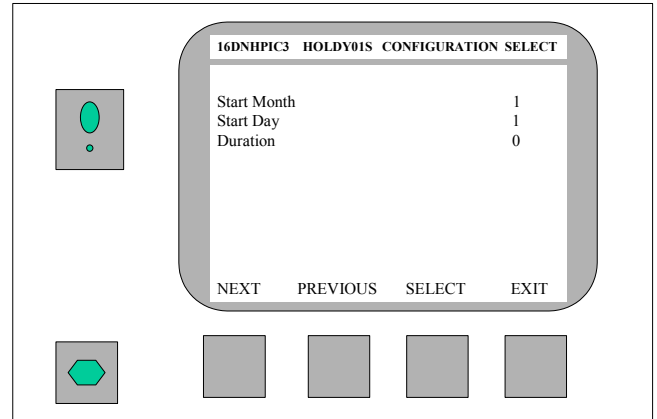 16DNHPIC3 HOLDY01S CONFIGURATION SELECT
Start Month 1
Start Day 1
Duration 0
NEXT PREVIOUS SELECT EXIT